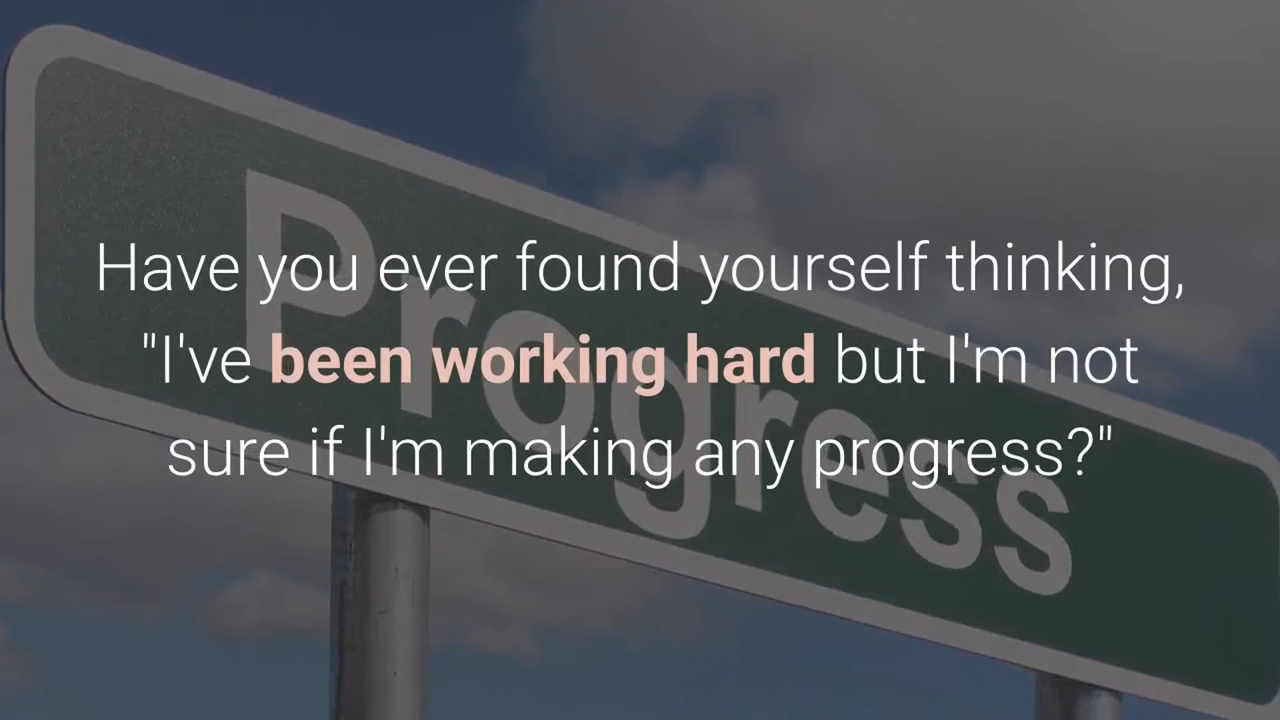 Have you ever found yourself thinking,
"I've been working hard but I'm not
sure if I'm making any progress?"
Progress